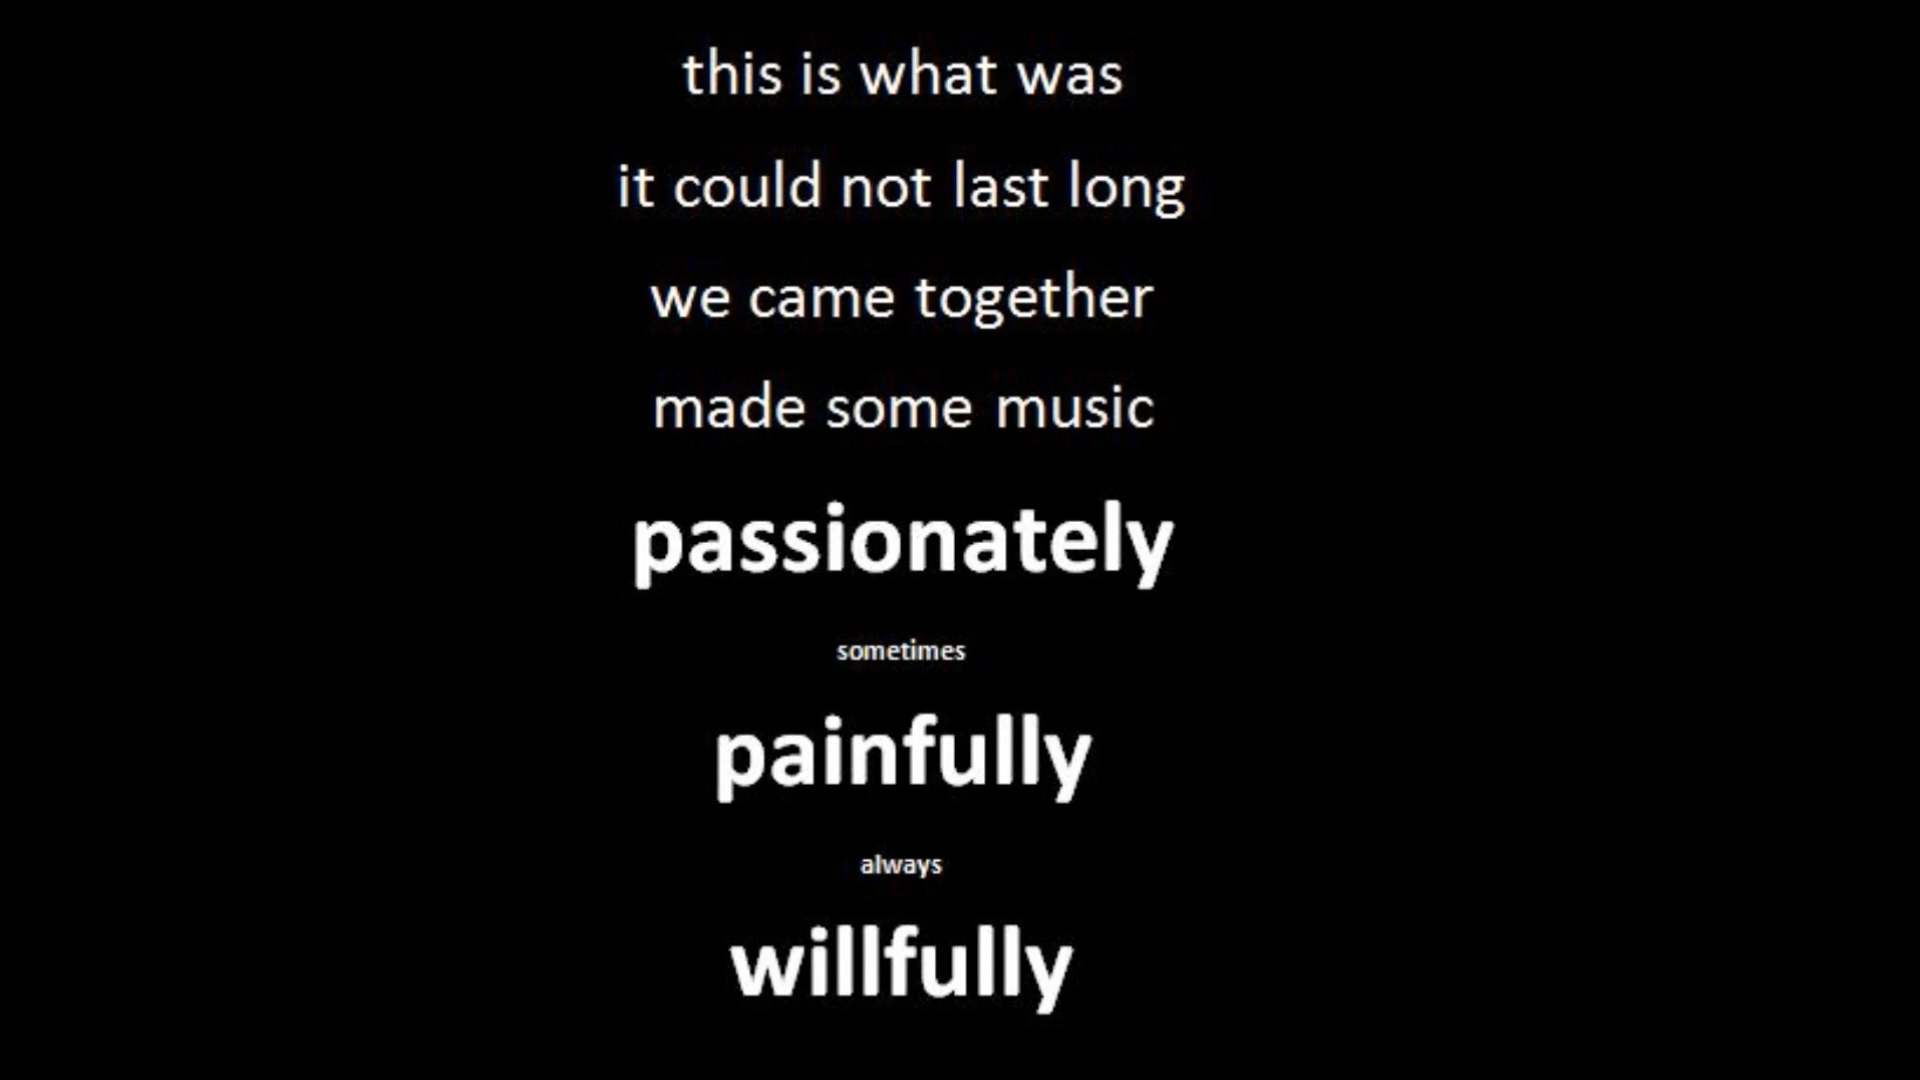 this is what was
it could not last long
we came together
made some music
passionately
sometimes
painfully
always
willfully